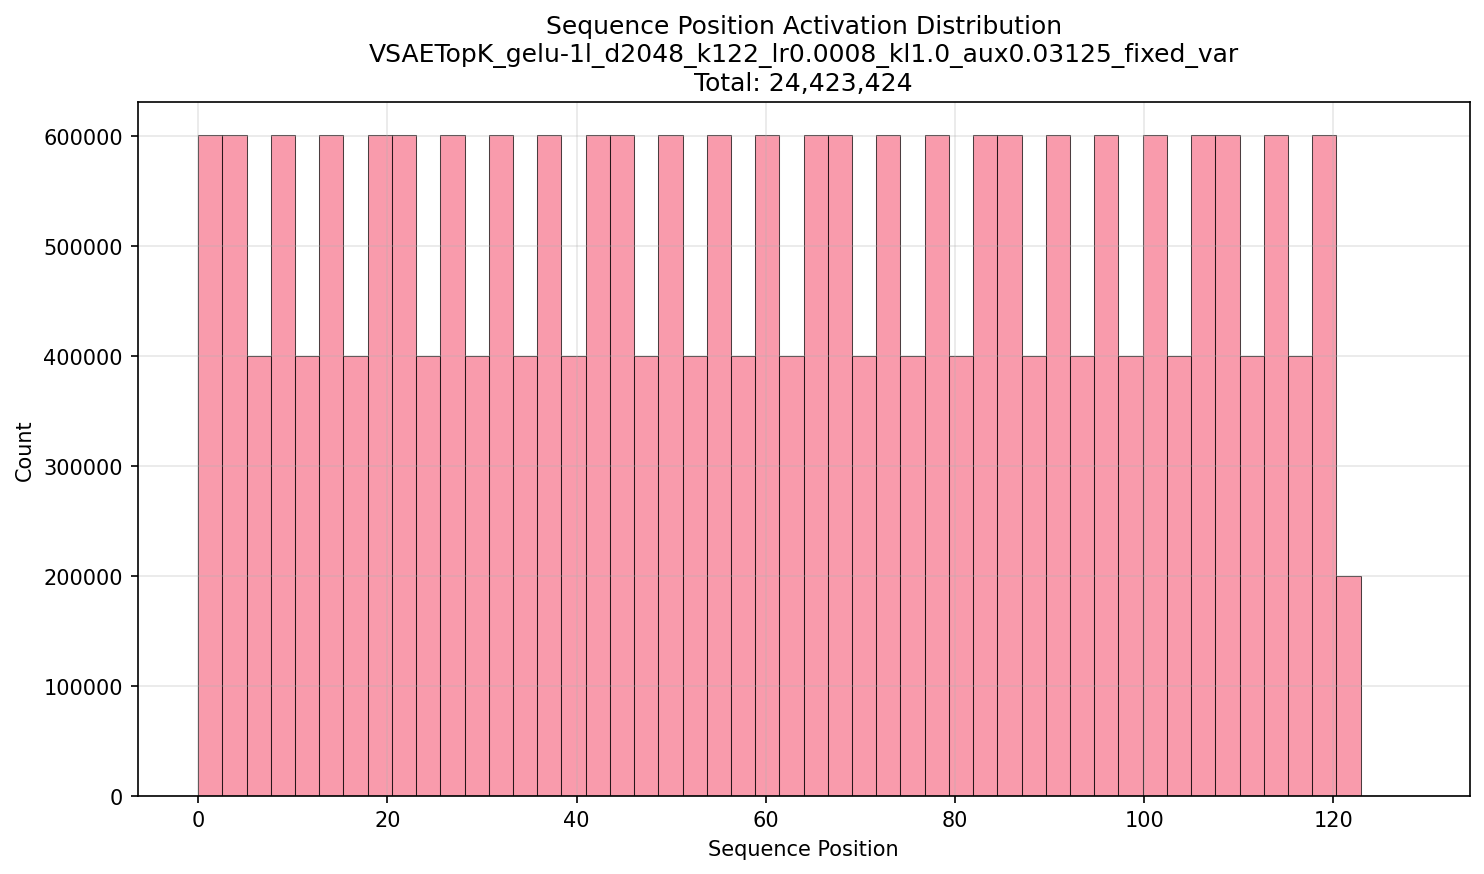 Sequence Position Activation Distribution
VSAETopK_gelu-1l_d2048_k122_lr0.0008_kl1.0_aux0.03125_fixed_var
Total: 24,423,424
600000
500000
400000
300000
200000
100000
0
Count
0 20 40 60 80 100 120
Sequence Position